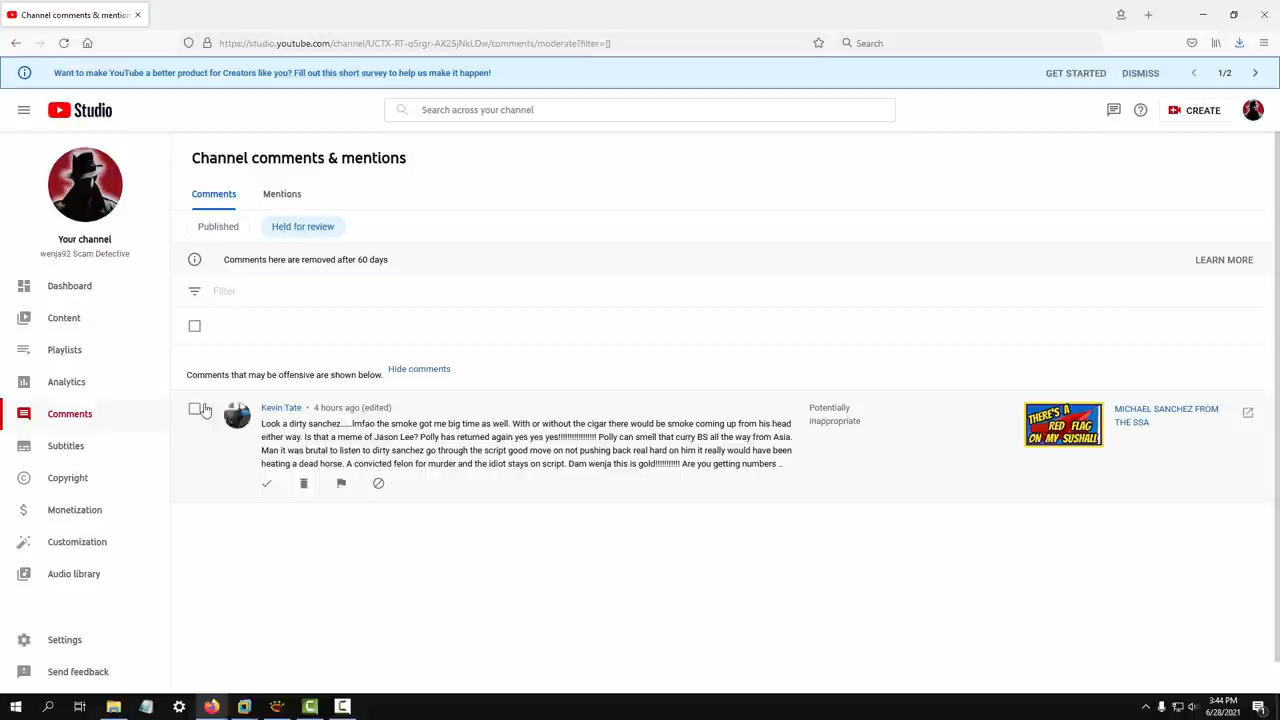 Channel comments & mention
https://studio.youtube.com/channel/UCTX-RT-q5rgr-AX25jNkLDw/comments/moderate?filter=[]
Search
Want to make YouTube a better product for Creators like you? Fill out this short survey to help us make it happen!
GET STARTED
DISMISS
1/2
Studio
Search across your channel
CREATE
Your channel
wenja92 Scam Detective
Dashboard
Content
Playlists
Analytics
Comments
Subtitles
Copyright
Monetization
Customization
Audio library
Settings
Send feedback
Channel comments & mentions
Comments
Mentions
Published
Held for review
Comments here are removed after 60 days
LEARN MORE
Filter
Comments that may be offensive are shown below.
Hide comments
Kevin Tate • 4 hours ago (edited)
Look a dirty sanchez.....lmfao the smoke got me big time as well. With or without the cigar there would be smoke coming up from his head
either way. Is that a meme of Jason Lee? Polly has returned again yes yes yes!!!!!!!!!!!!!!!!! Polly can smell that curry BS all the way from Asia.
Man it was brutal to listen to dirty sanchez go through the script good move on not pushing back real hard on him it really would have been
heating a dead horse. A convicted felon for murder and the idiot stays on script. Dam wenja this is gold!!!!!!!!!!! Are you getting numbers ..
Potentially
inappropriate
THERE'S A
RED FLAG
ON MY SUSHALL
MICHAEL SANCHEZ FROM
THE SSA
3:44 PM
6/28/2021